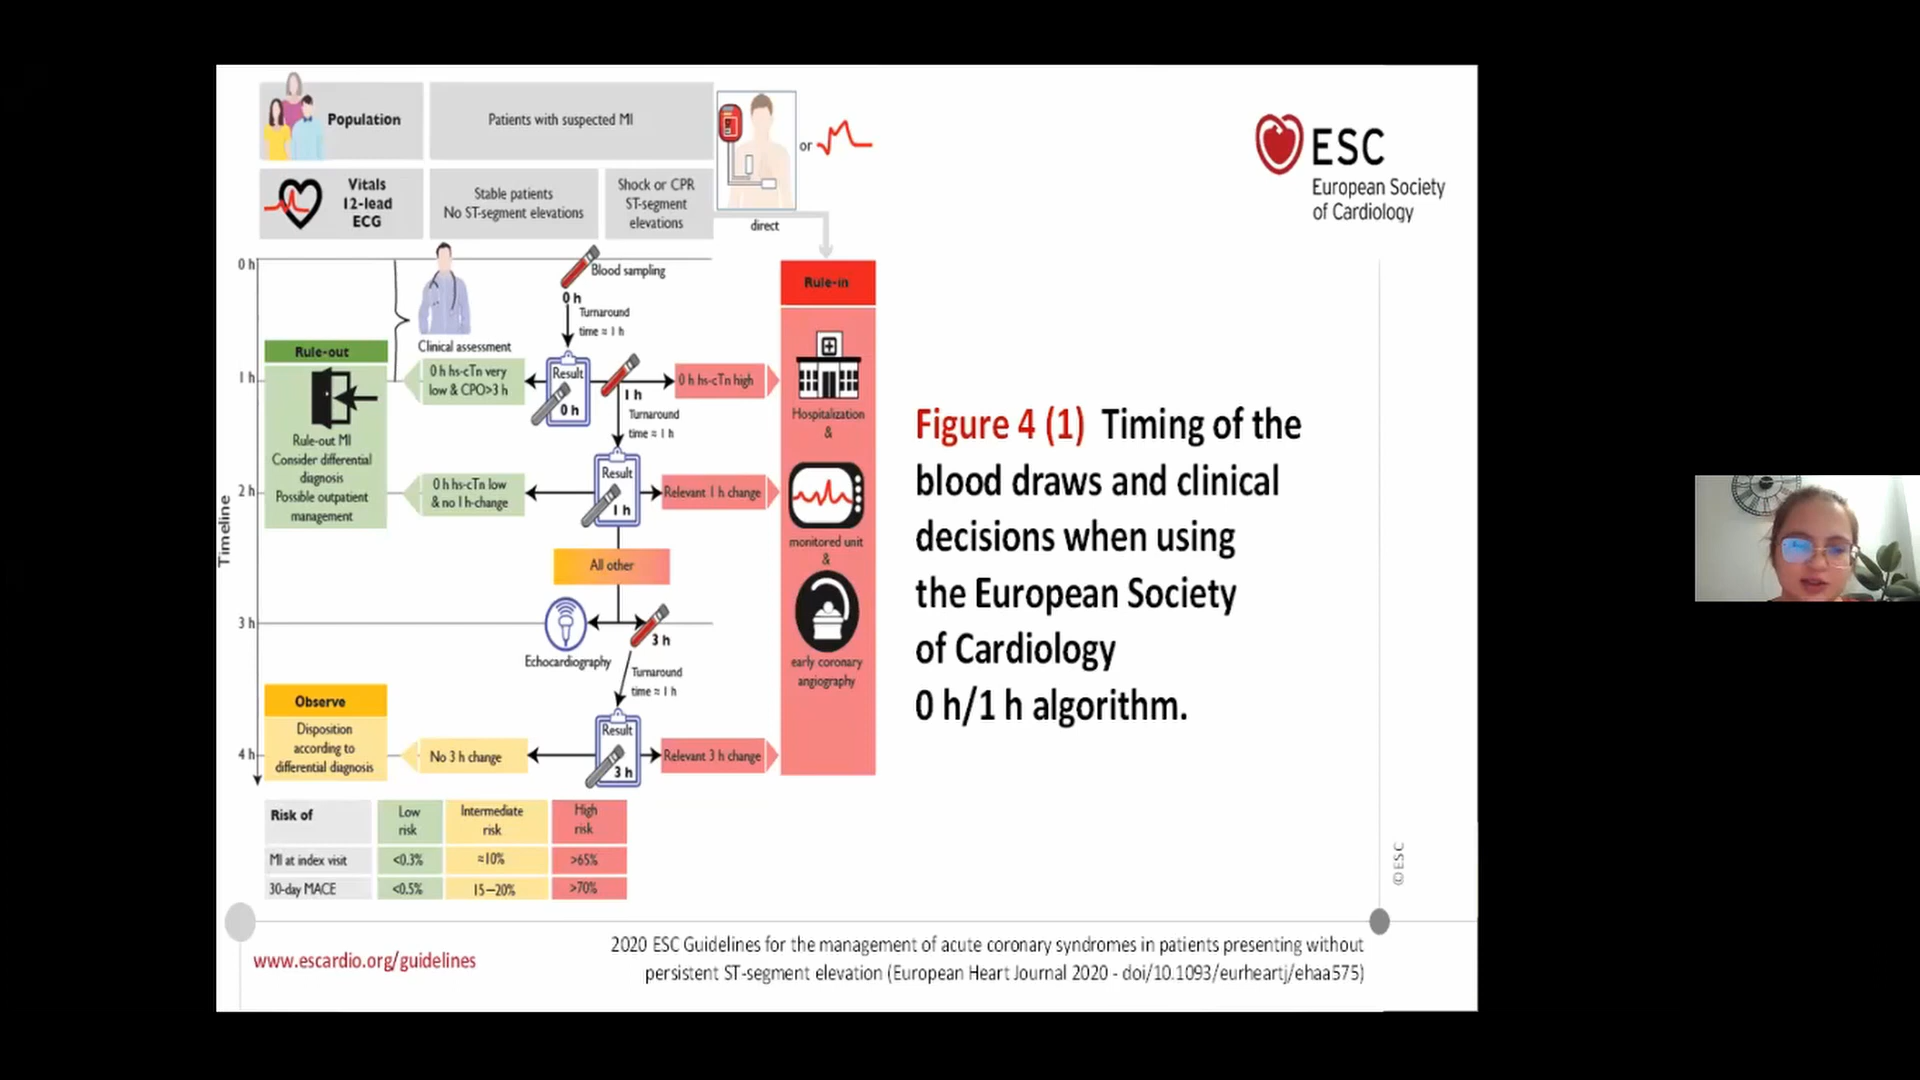 Population
Patients with suspected MI
or
Vitals
12-lead
ECG
Stable patients
No ST-segment elevations
Shock or CPR
ST-segment
elevations
direct
ESC
European Society
of Cardiology
Timeline
0 h
1 h
2 h
3 h
4 h
Blood sampling
0 h
Turnaround
time ≈ 1 h
Clinical assessment
Rule-out
Rule-out MI
Consider differential
diagnosis
Possible outpatient
management
0 h hs-cTn very
low & CPO>3 h
Result
0 h
1 h
0 h hs-cTn high
Turnaround
time ≈ 1 h
0 h hs-cTn low
& no 1h-change
Result
1 h
Relevant 1 h change
All other
Echocardiography
3 h
Turnaround
time ≈ 1 h
Observe
Disposition
according to
differential diagnosis
No 3 h change
Result
3 h
Relevant 3 h change
Rule-in
Hospitalization
&
monitored unit
&
early coronary
angiography
Risk of
Low
risk
Intermediate
risk
High
risk
MI at index visit
<0.3%
≈10%
>65%
30-day MACE
<0.5%
15–20%
>70%
Figure 4 (1) Timing of the
blood draws and clinical
decisions when using
the European Society
of Cardiology
0 h/1 h algorithm.
©ESC
www.escardio.org/guidelines
2020 ESC Guidelines for the management of acute coronary syndromes in patients presenting without
persistent ST-segment elevation (European Heart Journal 2020 - doi/10.1093/eurheartj/ehaa575)